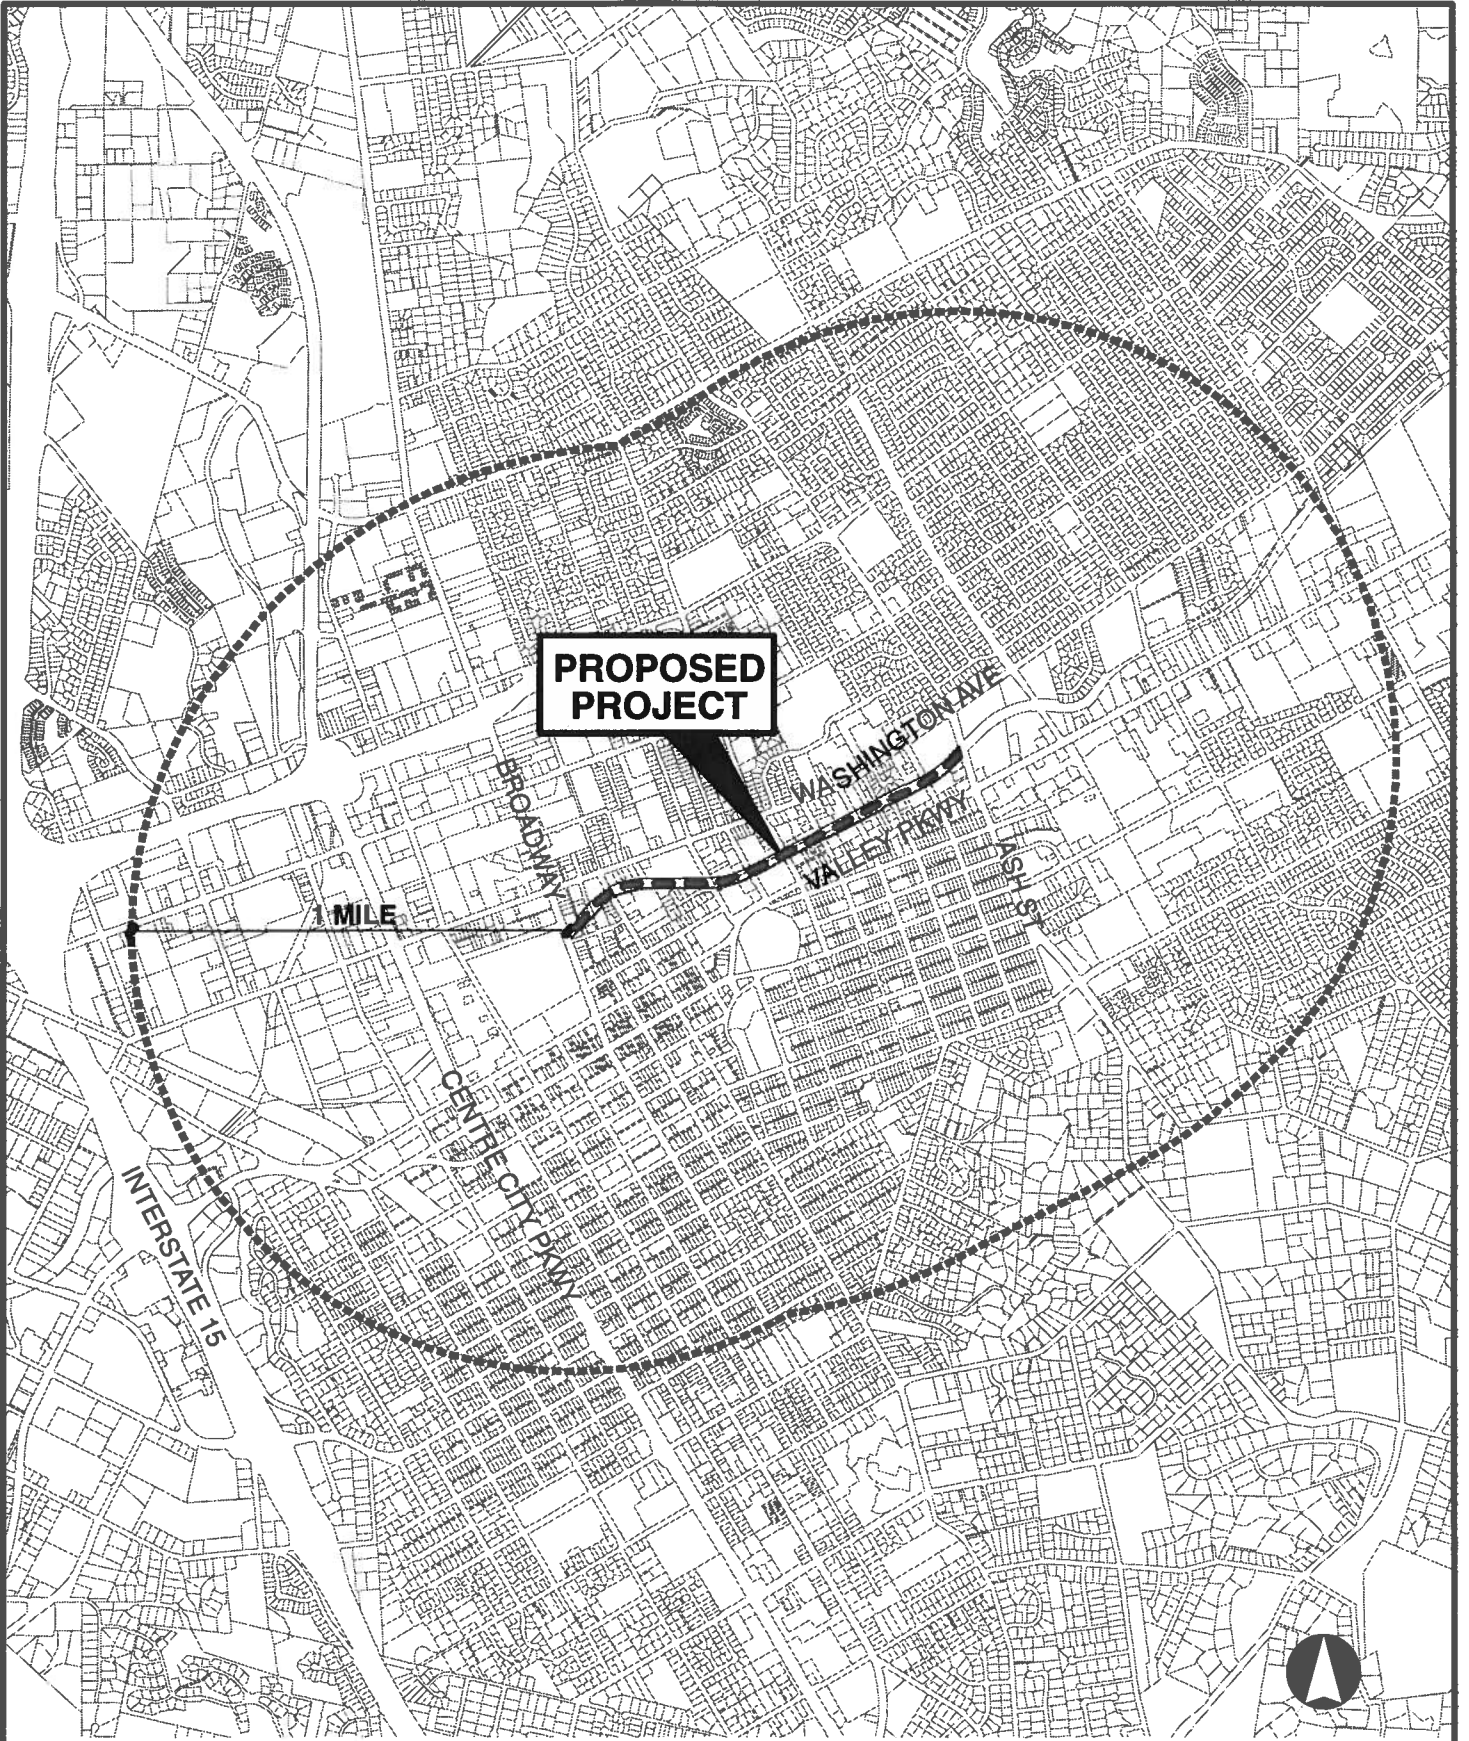 PROPOSED
PROJECT
WASHINGTON AVE
BROADWAY
VALLEY PKWY
ASH ST
1 MILE
CENTRE CITY PKWY
INTERSTATE 15